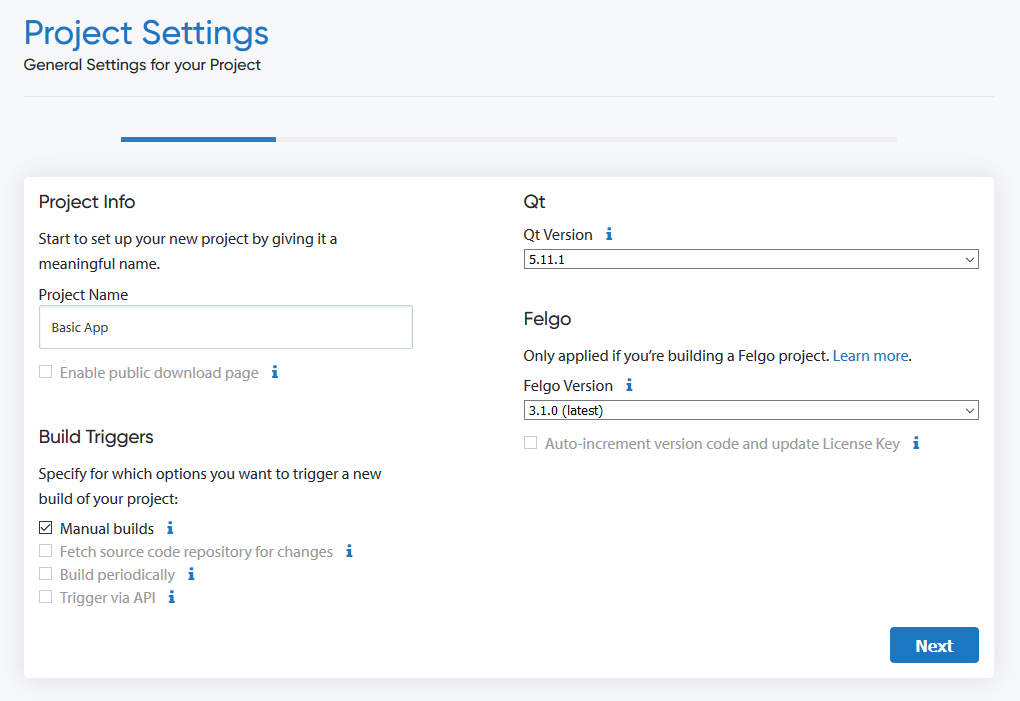 Project Settings
General Settings for your Project
Project Info
Start to set up your new project by giving it a
meaningful name.
Project Name
Basic App
Enable public download page
Build Triggers
Specify for which options you want to trigger a new
build of your project:
Manual builds
Fetch source code repository for changes
Build periodically
Trigger via API
Qt
Qt Version
5.11.1
Felgo
Only applied if you’re building a Felgo project. Learn more.
Felgo Version
3.1.0 (latest)
Auto-increment version code and update License Key
Next